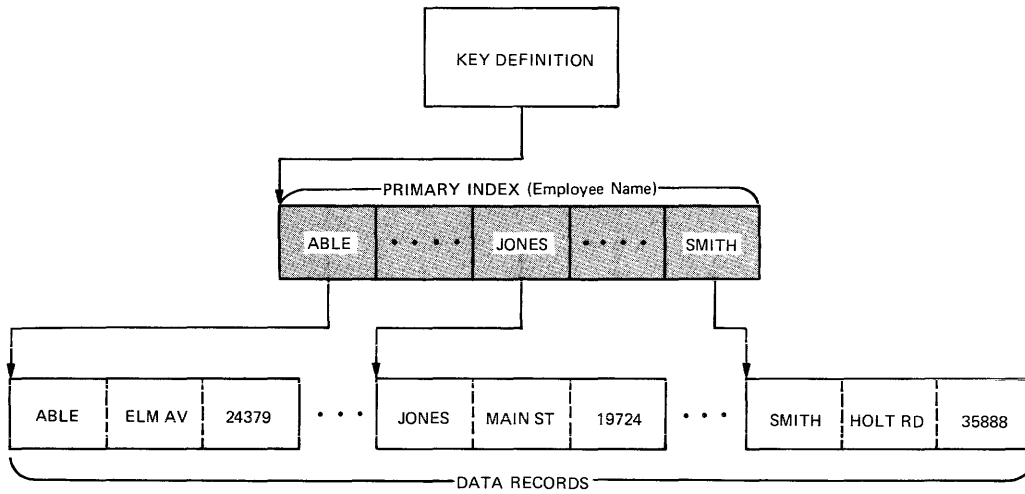 KEY DEFINITION
PRIMARY INDEX (Employee Name)
ABLE • • • • JONES • • • • SMITH
ABLE ELM AV 24379 • • • JONES MAIN ST 19724 • • • SMITH HOLT RD 35888
DATA RECORDS